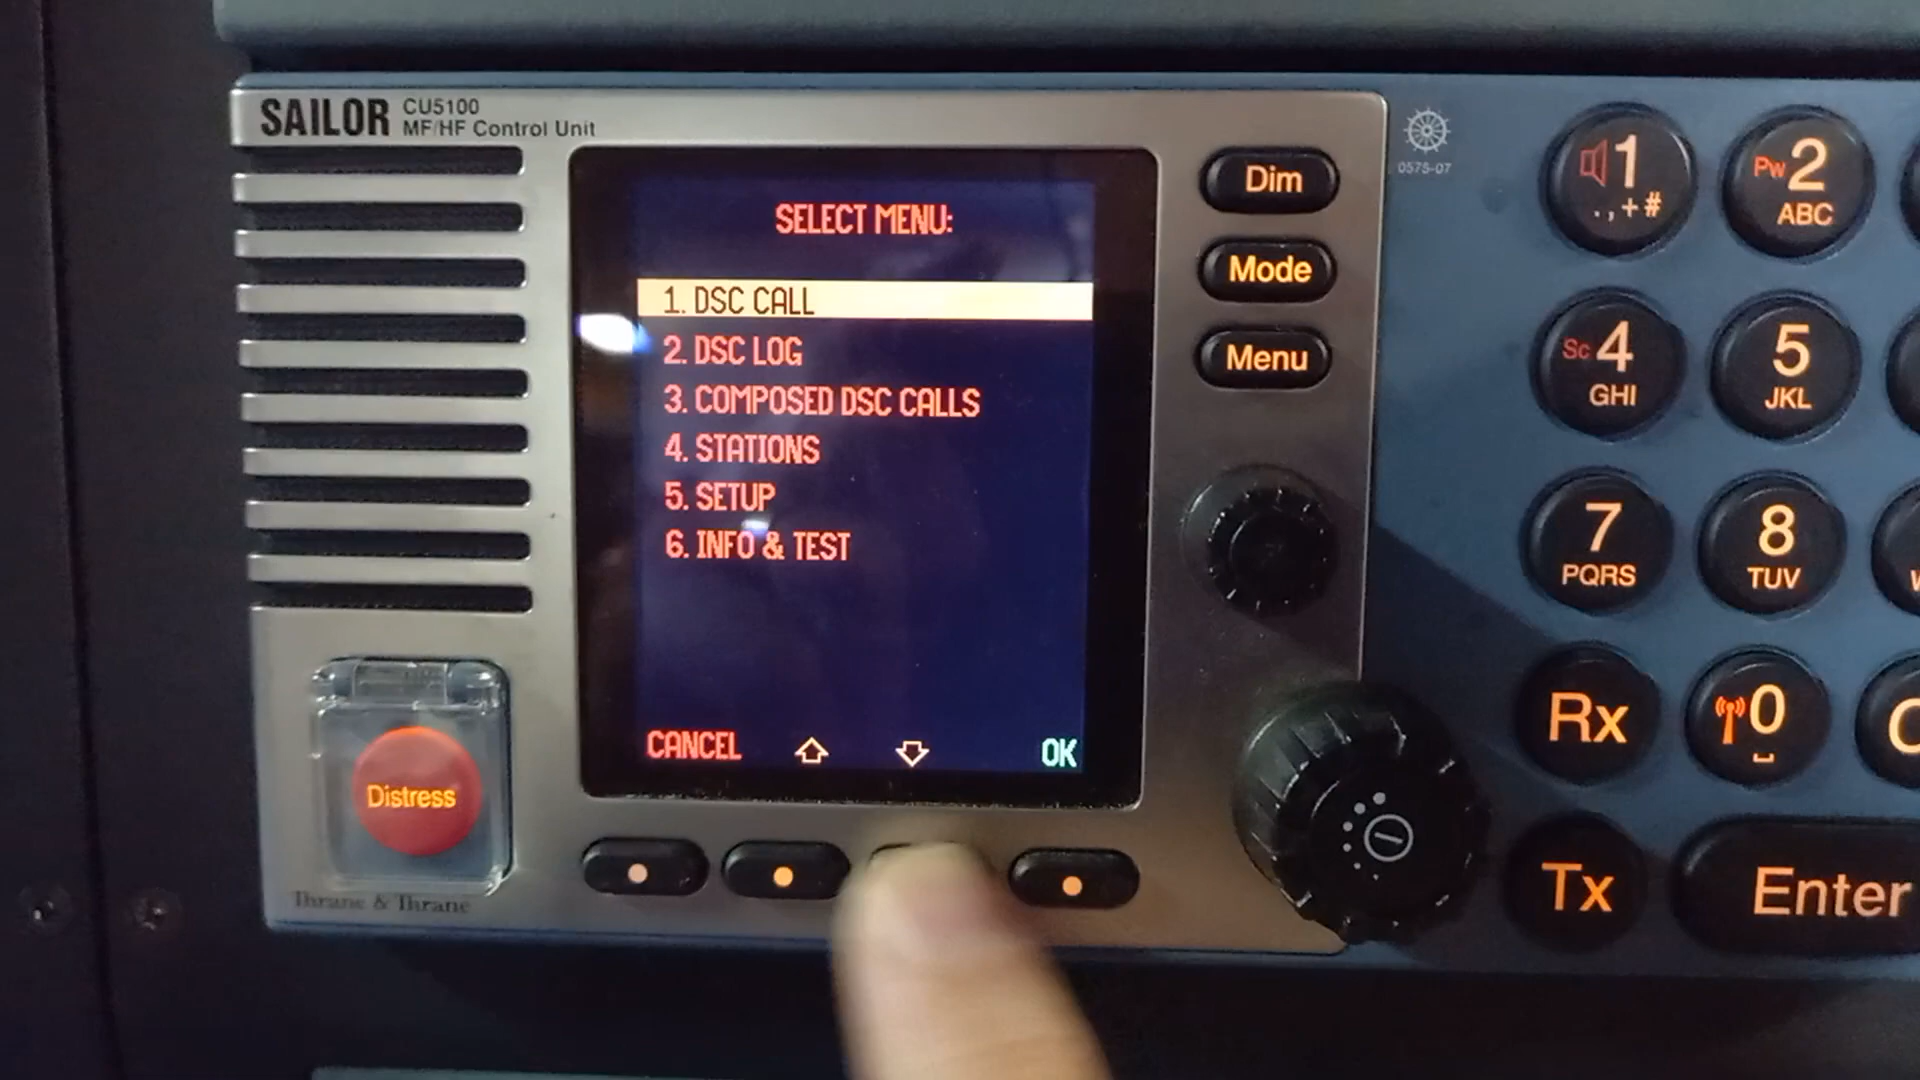 SAILOR CU5100
MF/HF Control Unit
SELECT MENU:
1. DSC CALL
2. DSC LOG
3. COMPOSED DSC CALLS
4. STATIONS
5. SETUP
6. INFO & TEST
CANCEL OK
Distress
Thrane & Thrane
Dim
Mode
Menu
0575-07
1 .,+#
Pw 2 ABC
Sc 4 GHI
5 JKL
7 PQRS
8 TUV
Rx
0
Tx
Enter